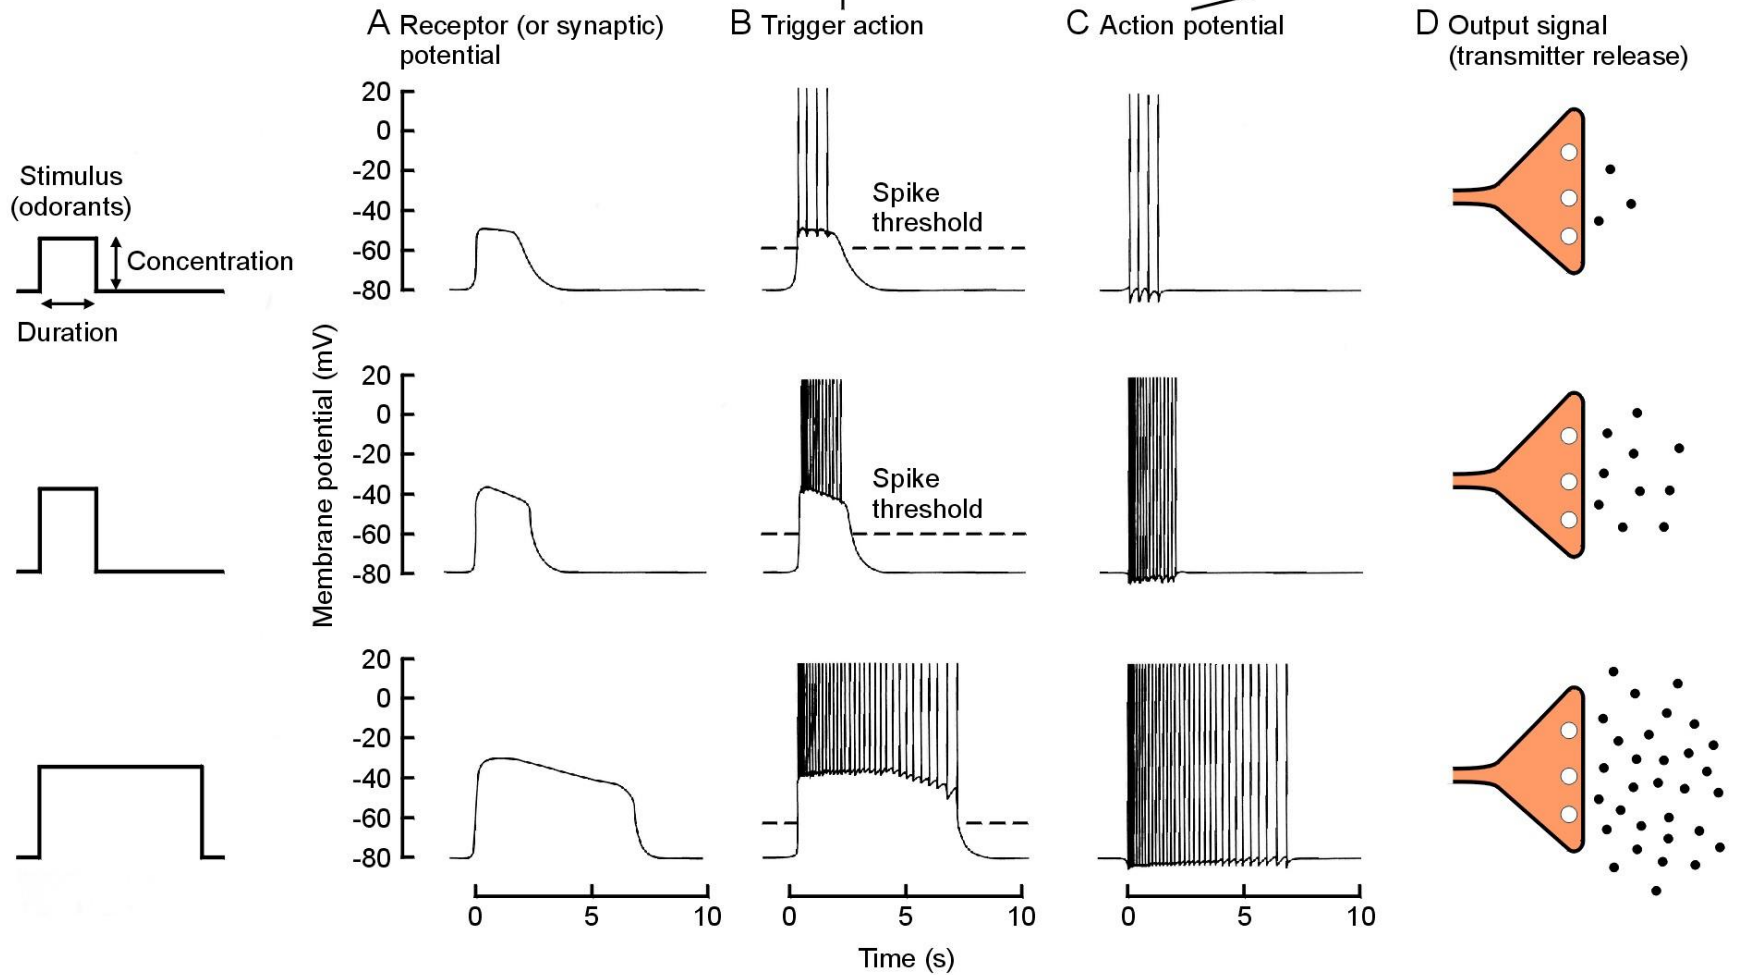 A Receptor (or synaptic)
potential
B Trigger action
C Action potential
D Output signal
(transmitter release)
Stimulus
(odorants)
Concentration
Duration
Membrane potential (mV)
20
0
-20
-40
-60
-80
Spike
threshold
20
0
-20
-40
-60
-80
Spike
threshold
20
0
-20
-40
-60
-80
0 5 10
0 5 10
0 5 10
Time (s)